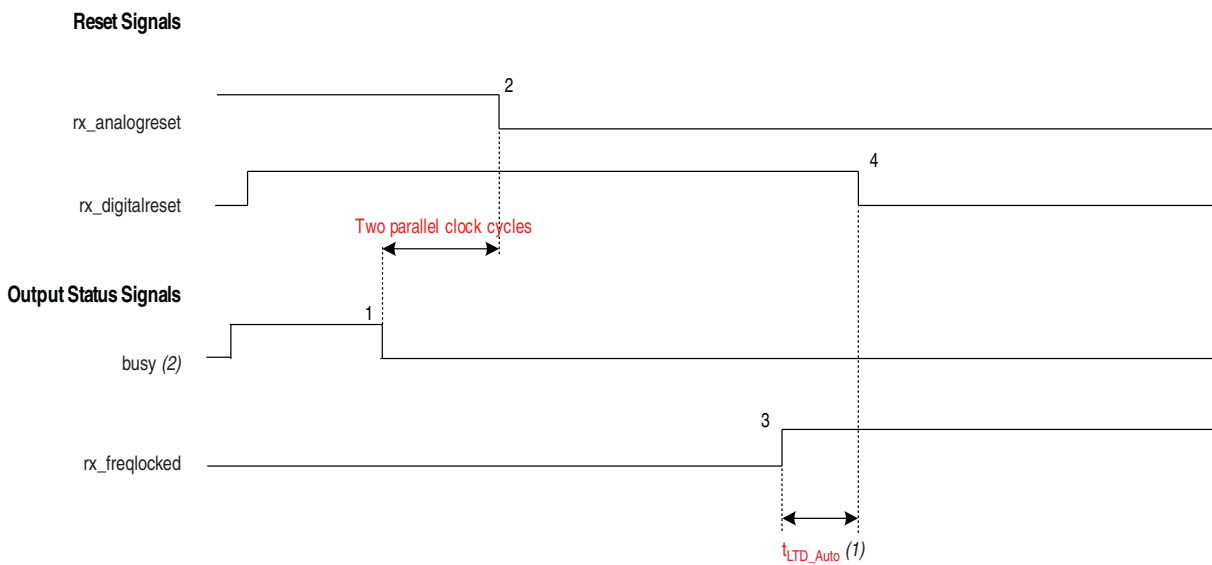 Reset Signals
2
rx_analogreset
4
rx_digitalreset
Two parallel clock cycles
Output Status Signals
1
busy (2)
3
rx_freqlocked
tLTD_Auto (1)